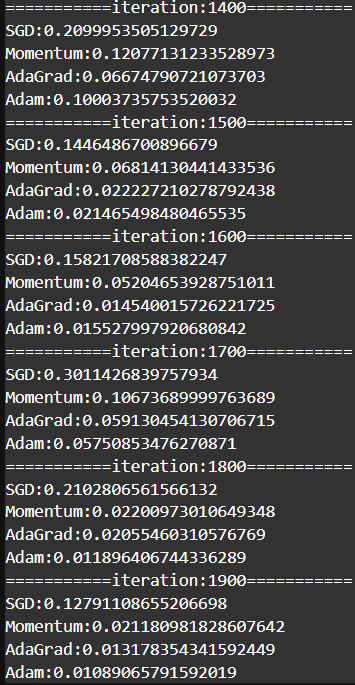 ===========iteration:1400===========
SGD:0.2099953505129729
Momentum:0.12077131233528973
AdaGrad:0.06674790721073703
Adam:0.10003735753520032
===========iteration:1500===========
SGD:0.1446486700896679
Momentum:0.06814130441433536
AdaGrad:0.022227210278792438
Adam:0.021465498480465535
===========iteration:1600===========
SGD:0.15821708588382247
Momentum:0.05204653928751011
AdaGrad:0.014540015726221725
Adam:0.015527997920680842
===========iteration:1700===========
SGD:0.3011426839757934
Momentum:0.10673689999763689
AdaGrad:0.059130454130706715
Adam:0.05750853476270871
===========iteration:1800===========
SGD:0.2102806561566132
Momentum:0.02200973010649348
AdaGrad:0.02055460310576769
Adam:0.011896406744336289
===========iteration:1900===========
SGD:0.12791108655206698
Momentum:0.021180981828607642
AdaGrad:0.013178354341592449
Adam:0.01089065791592019